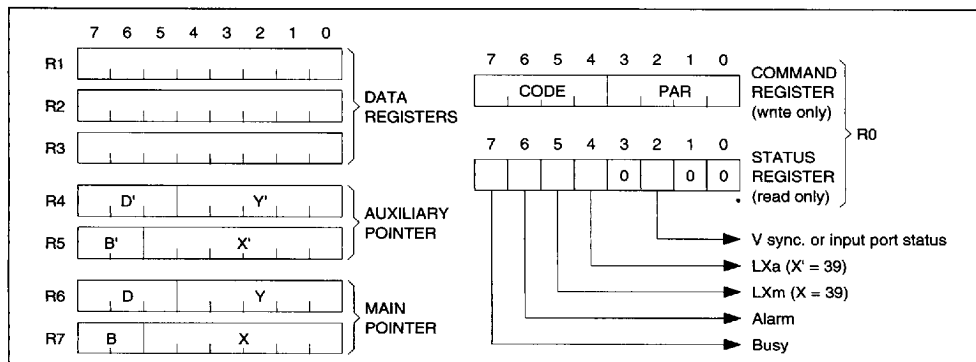 7 6 5 4 3 2 1 0
R1
R2
R3
DATA
REGISTERS
R4 D' Y'
R5 B' X'
AUXILIARY
POINTER
R6 D Y
R7 B X
MAIN
POINTER
7 6 5 4 3 2 1 0
CODE PAR
COMMAND
REGISTER
(write only)
R0
7 6 5 4 3 2 1 0
0 0 0
STATUS
REGISTER
(read only)
V sync. or input port status
LXa (X' = 39)
LXm (X = 39)
Alarm
Busy